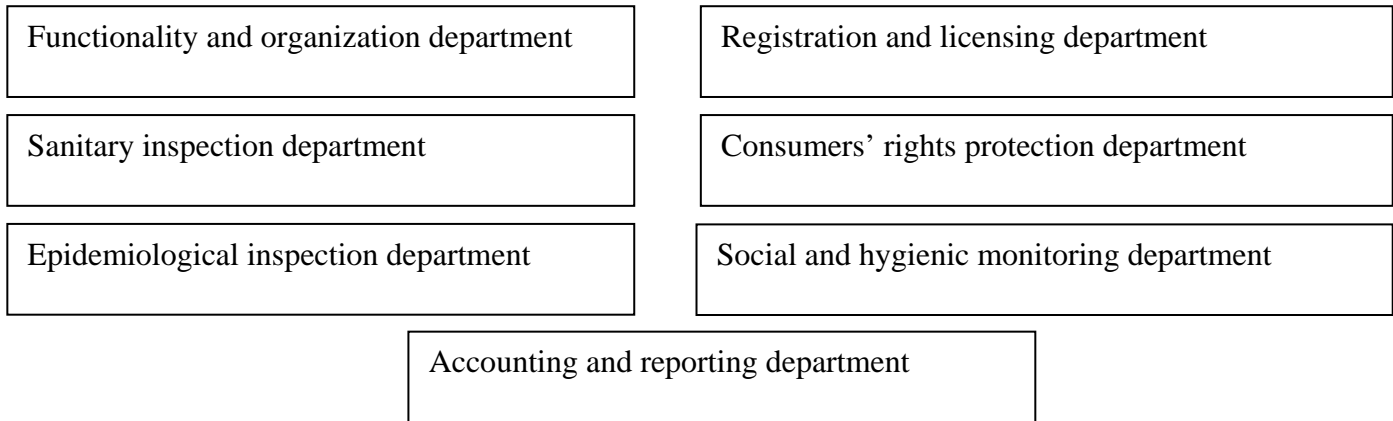 Functionality and organization department
Registration and licensing department
Sanitary inspection department
Consumers’ rights protection department
Epidemiological inspection department
Social and hygienic monitoring department
Accounting and reporting department